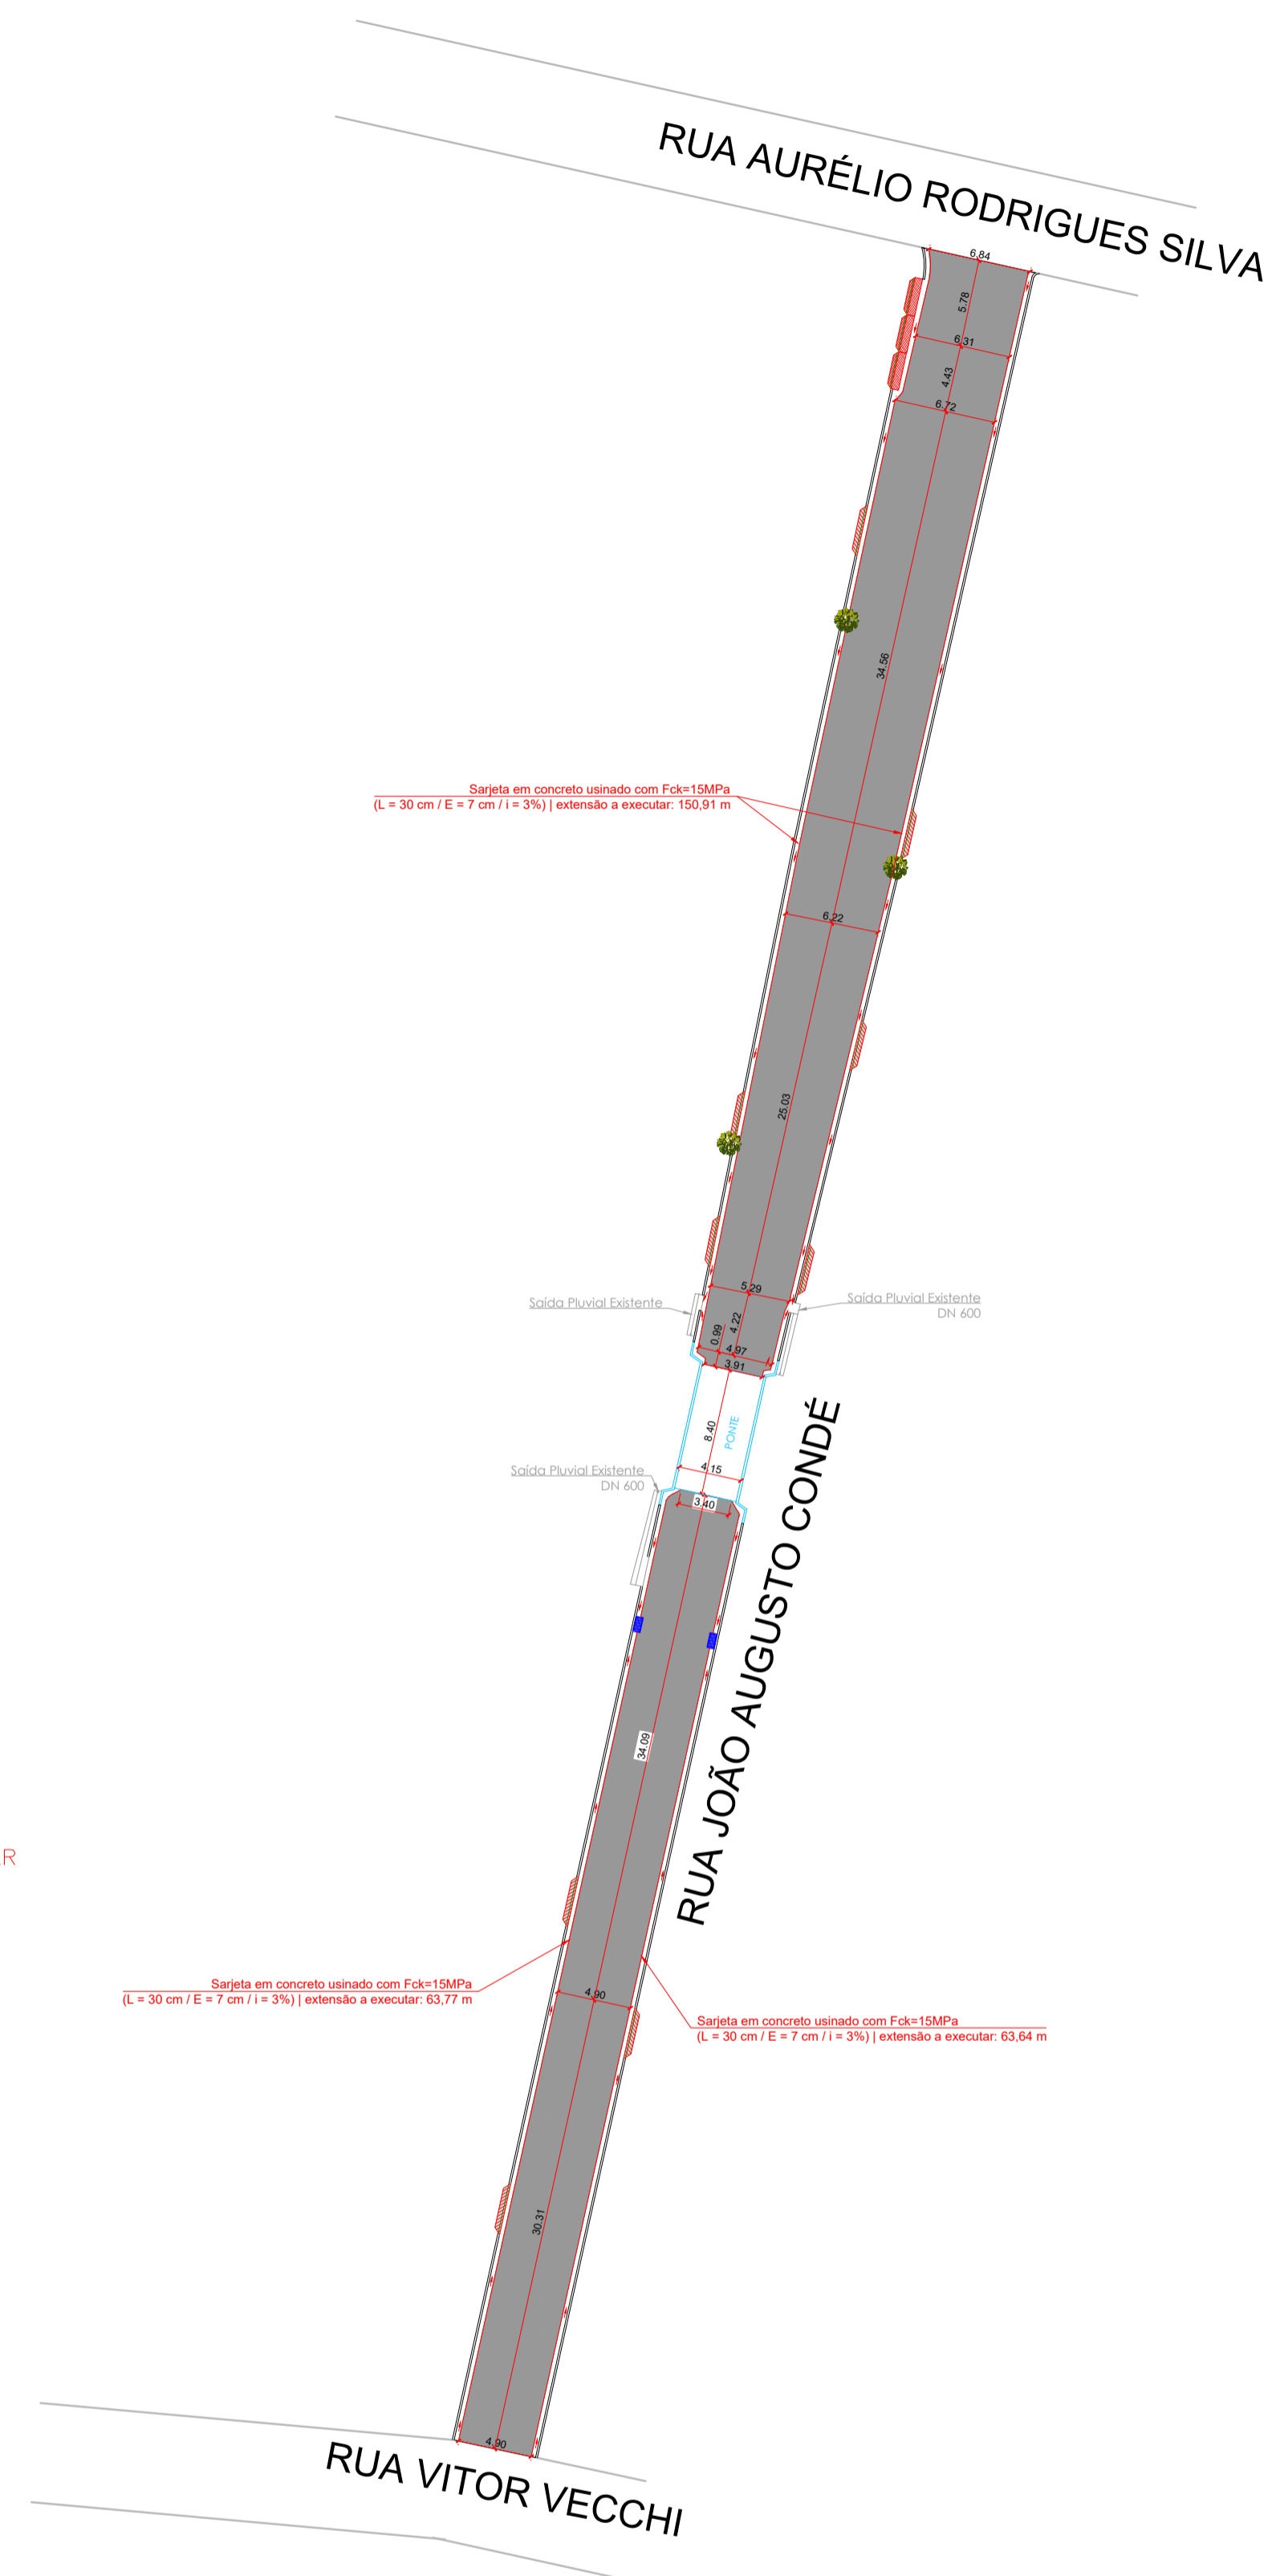 RUA AURÉLIO RODRIGUES SILVA
6.84
5.78
6.31
4.43
6.72
34.56
Sarjeta em concreto usinado com Fck=15MPa
(L = 30 cm / E = 7 cm / i = 3%) | extensão a executar: 150,91 m
6.22
25.03
5.29
Saída Pluvial Existente
Saída Pluvial Existente
DN 600
4.22
0.99
4.97
3.91
8.40
PONTE
4.15
Saída Pluvial Existente
DN 600
3.40
RUA JOÃO AUGUSTO CONDÉ
34.09
R
Sarjeta em concreto usinado com Fck=15MPa
(L = 30 cm / E = 7 cm / i = 3%) | extensão a executar: 63,77 m
4.90
Sarjeta em concreto usinado com Fck=15MPa
(L = 30 cm / E = 7 cm / i = 3%) | extensão a executar: 63,64 m
30.31
4.90
RUA VITOR VECCHI